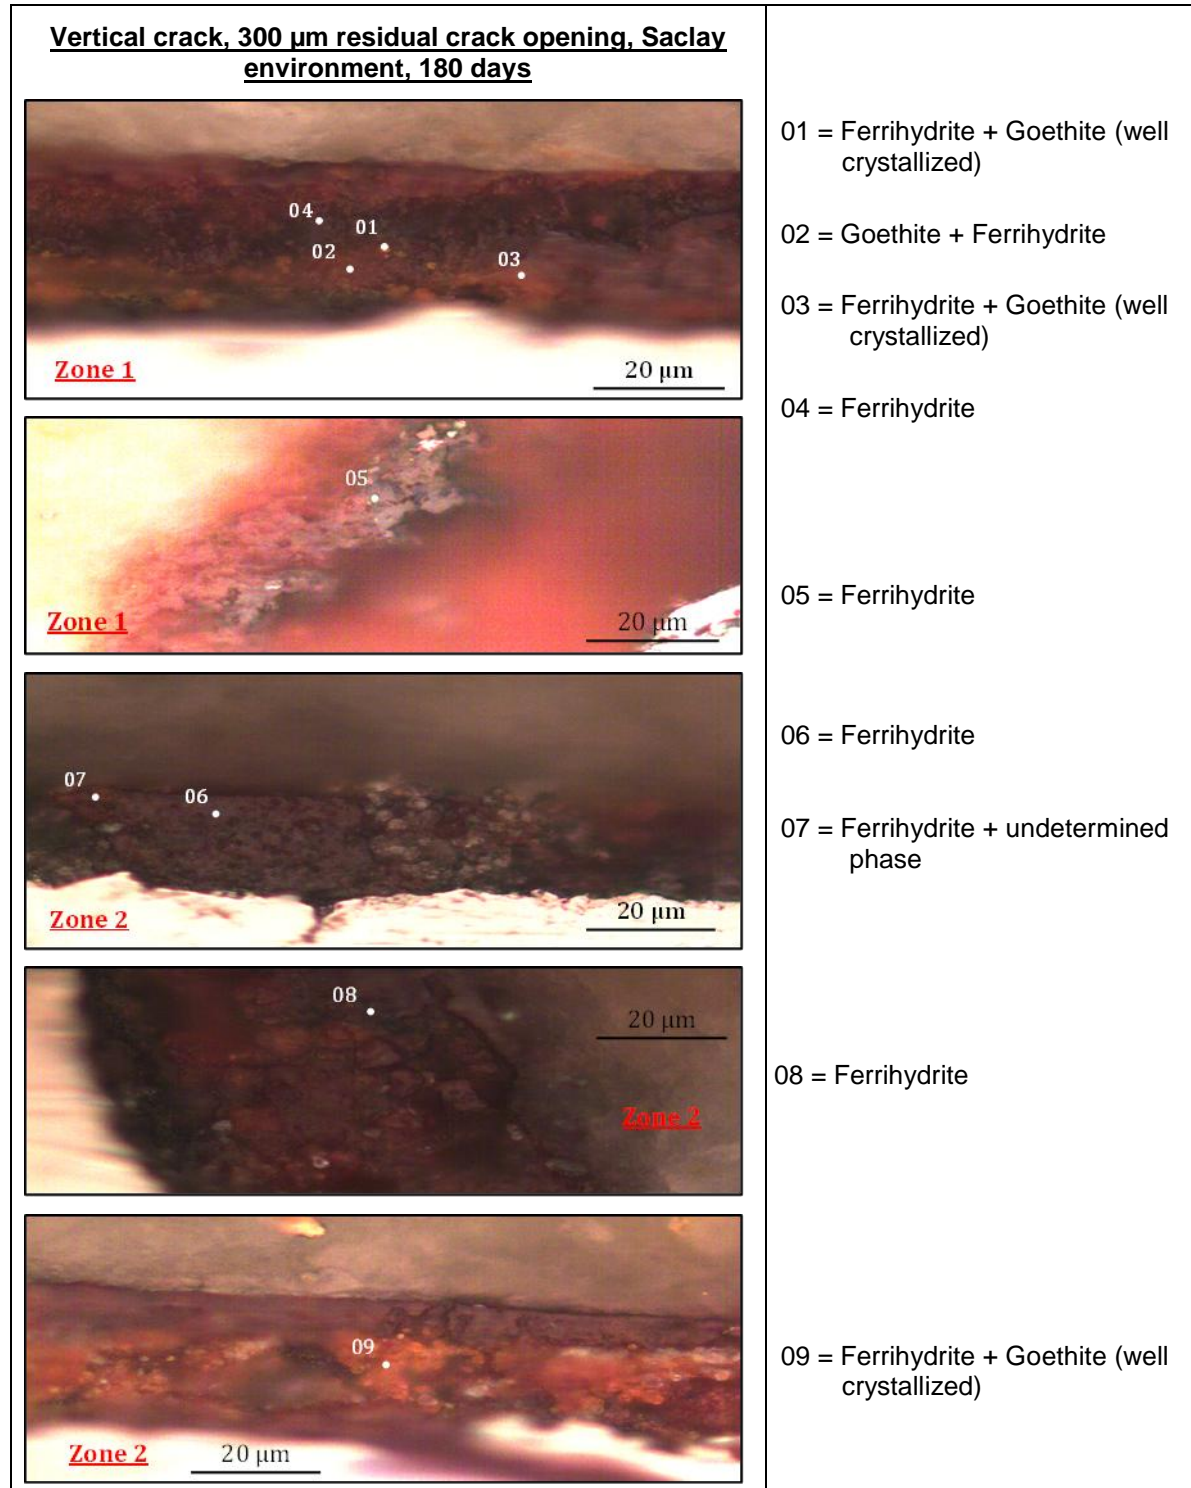 Vertical crack, 300 µm residual crack opening, Saclay
environment, 180 days
04
01
02
03
Zone 1
20 µm
01 = Ferrihydrite + Goethite (well
crystallized)
02 = Goethite + Ferrihydrite
03 = Ferrihydrite + Goethite (well
crystallized)
04 = Ferrihydrite
05
Zone 1
20 µm
05 = Ferrihydrite
07
06
Zone 2
20 µm
06 = Ferrihydrite
07 = Ferrihydrite + undetermined
phase
08
20 µm
Zone 2
08 = Ferrihydrite
09
Zone 2
20 µm
09 = Ferrihydrite + Goethite (well
crystallized)